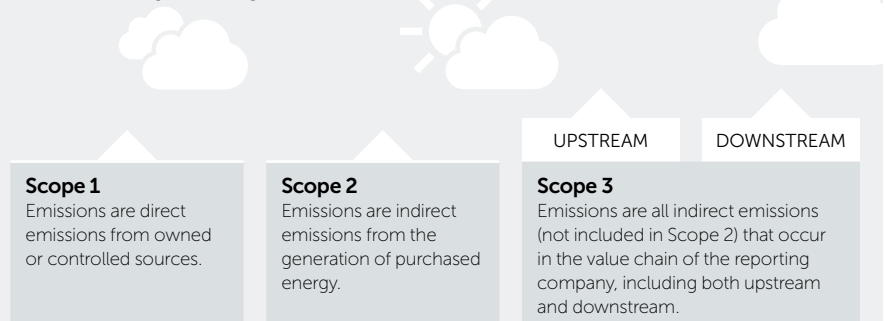 UPSTREAM
DOWNSTREAM
Scope 1
Emissions are direct
emissions from owned
or controlled sources.
Scope 2
Emissions are indirect
emissions from the
generation of purchased
energy.
Scope 3
Emissions are all indirect emissions
(not included in Scope 2) that occur
in the value chain of the reporting
company, including both upstream
and downstream.